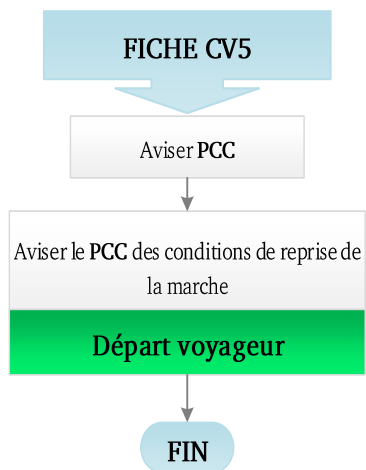 FICHE CV5
Aviser PCC
Aviser le PCC des conditions de reprise de
la marche
Départ voyageur
FIN